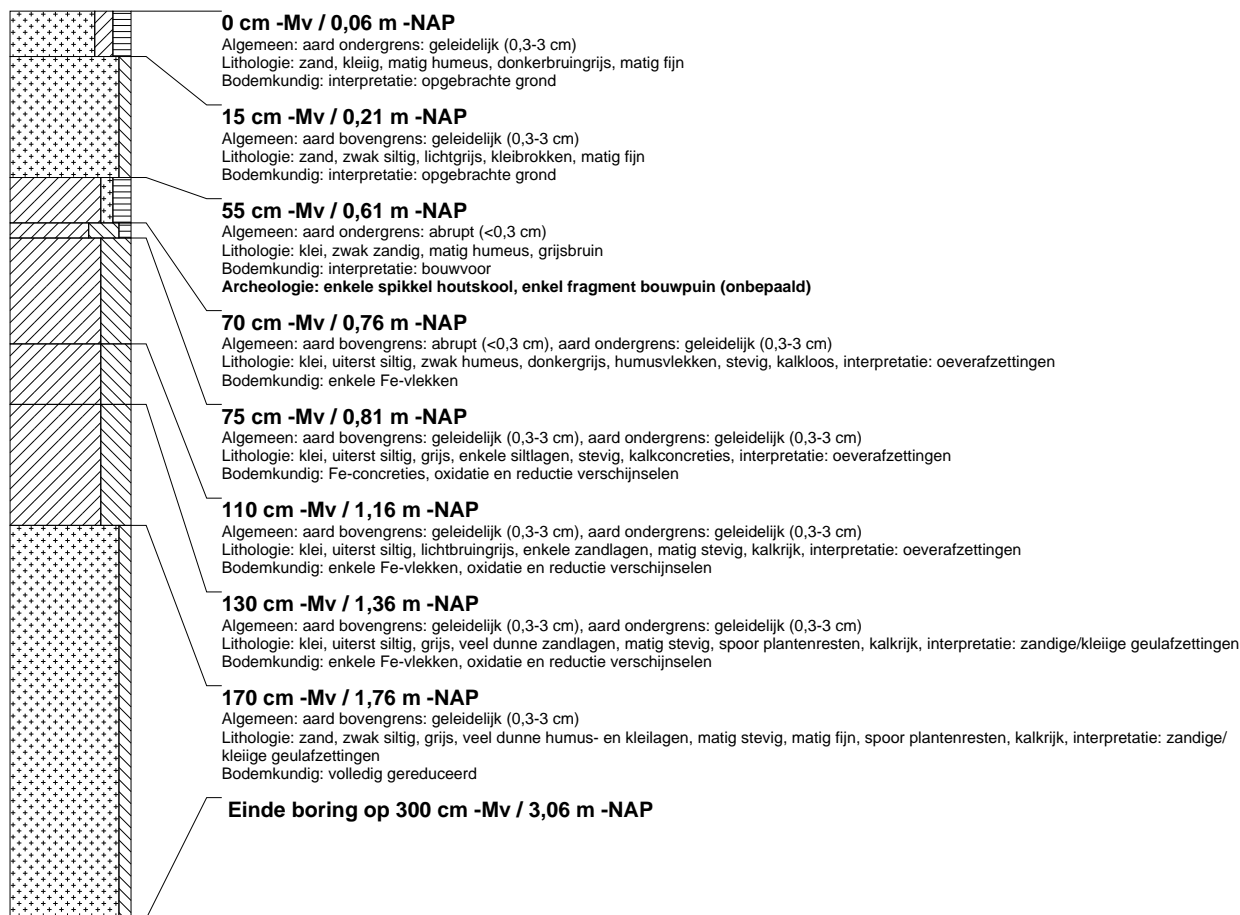 0 cm -Mv / 0,06 m -NAP
Algemeen: aard ondergrens: geleidelijk (0,3-3 cm)
Lithologie: zand, kleiig, matig humeus, donkerbruingrijs, matig fijn
Bodemkundig: interpretatie: opgebrachte grond
15 cm -Mv / 0,21 m -NAP
Algemeen: aard bovengrens: geleidelijk (0,3-3 cm)
Lithologie: zand, zwak siltig, lichtgrijs, kleibrokken, matig fijn
Bodemkundig: interpretatie: opgebrachte grond
55 cm -Mv / 0,61 m -NAP
Algemeen: aard ondergrens: abrupt (<0,3 cm)
Lithologie: klei, zwak zandig, matig humeus, grijsbruin
Bodemkundig: interpretatie: bouwvoor
Archeologie: enkele spikkel houtskool, enkel fragment bouwpuin (onbepaald)
70 cm -Mv / 0,76 m -NAP
Algemeen: aard bovengrens: abrupt (<0,3 cm), aard ondergrens: geleidelijk (0,3-3 cm)
Lithologie: klei, uiterst siltig, zwak humeus, donkergrijs, humusvlekken, stevig, kalkloos, interpretatie: oeverafzettingen
Bodemkundig: enkele Fe-vlekken
75 cm -Mv / 0,81 m -NAP
Algemeen: aard bovengrens: geleidelijk (0,3-3 cm), aard ondergrens: geleidelijk (0,3-3 cm)
Lithologie: klei, uiterst siltig, grijs, enkele siltlagen, stevig, kalkconcreties, interpretatie: oeverafzettingen
Bodemkundig: Fe-concreties, oxidatie en reductie verschijnselen
110 cm -Mv / 1,16 m -NAP
Algemeen: aard bovengrens: geleidelijk (0,3-3 cm), aard ondergrens: geleidelijk (0,3-3 cm)
Lithologie: klei, uiterst siltig, lichtbruingrijs, enkele zandlagen, matig stevig, kalkrijk, interpretatie: oeverafzettingen
Bodemkundig: enkele Fe-vlekken, oxidatie en reductie verschijnselen
130 cm -Mv / 1,36 m -NAP
Algemeen: aard bovengrens: geleidelijk (0,3-3 cm), aard ondergrens: geleidelijk (0,3-3 cm)
Lithologie: klei, uiterst siltig, grijs, veel dunne zandlagen, matig stevig, spoor plantenresten, kalkrijk, interpretatie: zandige/kleiige geulafzettingen
Bodemkundig: enkele Fe-vlekken, oxidatie en reductie verschijnselen
170 cm -Mv / 1,76 m -NAP
Algemeen: aard bovengrens: geleidelijk (0,3-3 cm)
Lithologie: zand, zwak siltig, grijs, veel dunne humus- en kleilagen, matig stevig, matig fijn, spoor plantenresten, kalkrijk, interpretatie: zandige/
kleiige geulafzettingen
Bodemkundig: volledig gereduceerd
Einde boring op 300 cm -Mv / 3,06 m -NAP